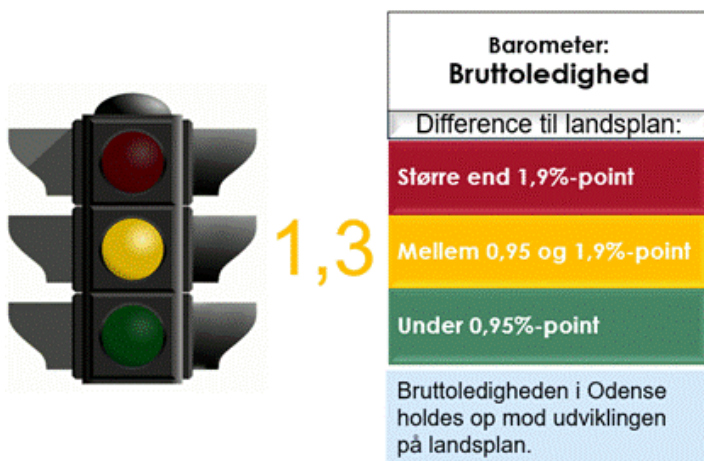 1,3
Barometer:
Bruttoledighed
Difference til landsplan:
Større end 1,9%-point
Mellem 0,95 og 1,9%-point
Under 0,95%-point
Bruttoledigheden i Odense
holdes op mod udviklingen
på landsplan.